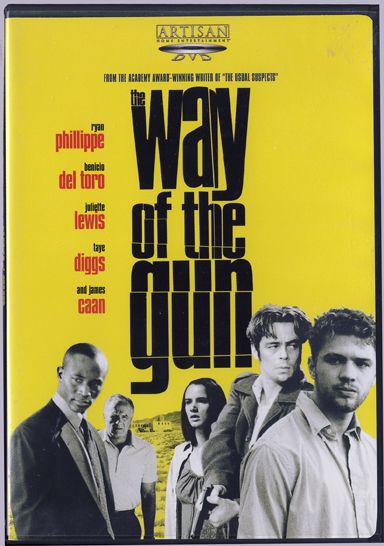 ARTISAN
HOME ENTERTAINMENT
DVD
FROM THE ACADEMY AWARD-WINNING WRITER OF "THE USUAL SUSPECTS"
the
way
of the
gun
ryan
phillippe
benicio
del toro
juliette
lewis
taye
diggs
and james
caan